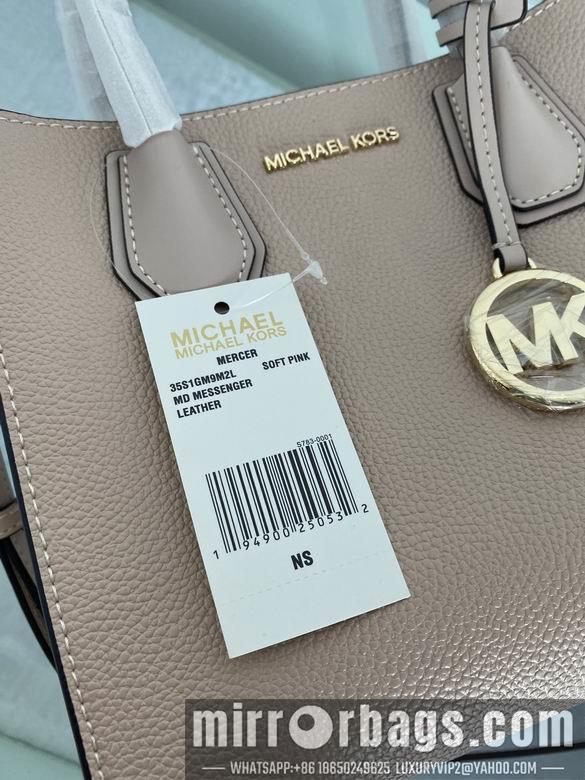 MICHAEL KORS
MK
MICHAEL
MICHAEL KORS
MERCER
35S1GM9M2L SOFT PINK
MD MESSENGER
LEATHER
S783-0001
1 94900 25053 2
NS
mirrorbags.com
WHATSAPP:+86 18650249625 LUXURYVIP2@YAHOO.COM